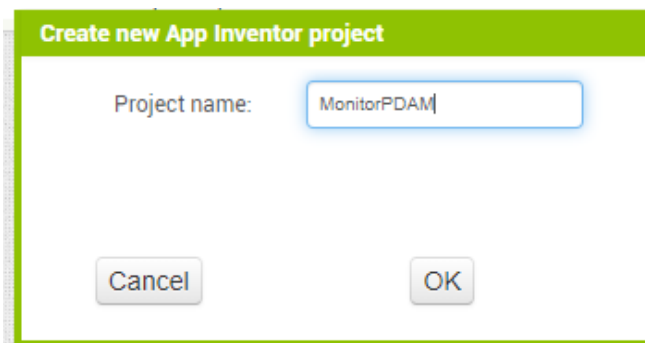 Create new App Inventor project
Project name:
MonitorPDAM
Cancel
OK